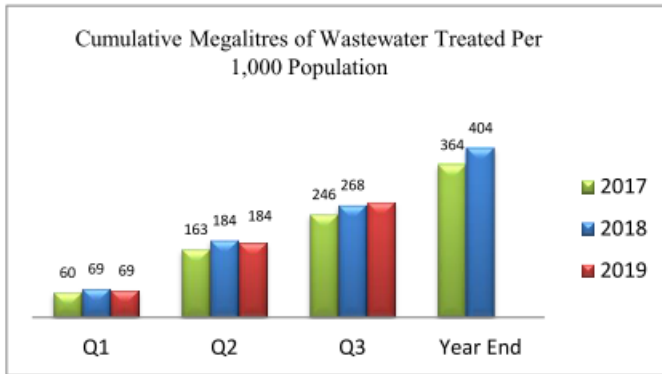 Cumulative Megalitres of Wastewater Treated Per
1,000 Population
60 69 69
163 184 184
246 268
364 404
2017
2018
2019
Q1 Q2 Q3 Year End